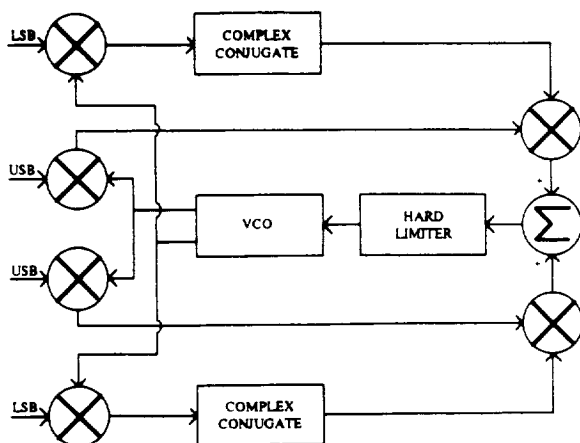 LSB
COMPLEX
CONJUGATE
USB
VCO
HARD
LIMITER
Σ
USB
LSB
COMPLEX
CONJUGATE